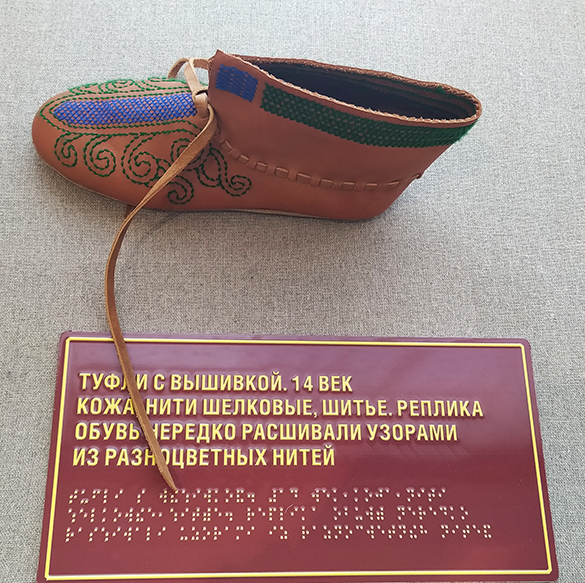 ТУФЛИ С ВЫШИВКОЙ. 14 ВЕК
КОЖА, НИТИ ШЕЛКОВЫЕ, ШИТЬЕ. РЕПЛИКА
ОБУВЬ НЕРЕДКО РАСШИВАЛИ УЗОРАМИ
ИЗ РАЗНОЦВЕТНЫХ НИТЕЙ